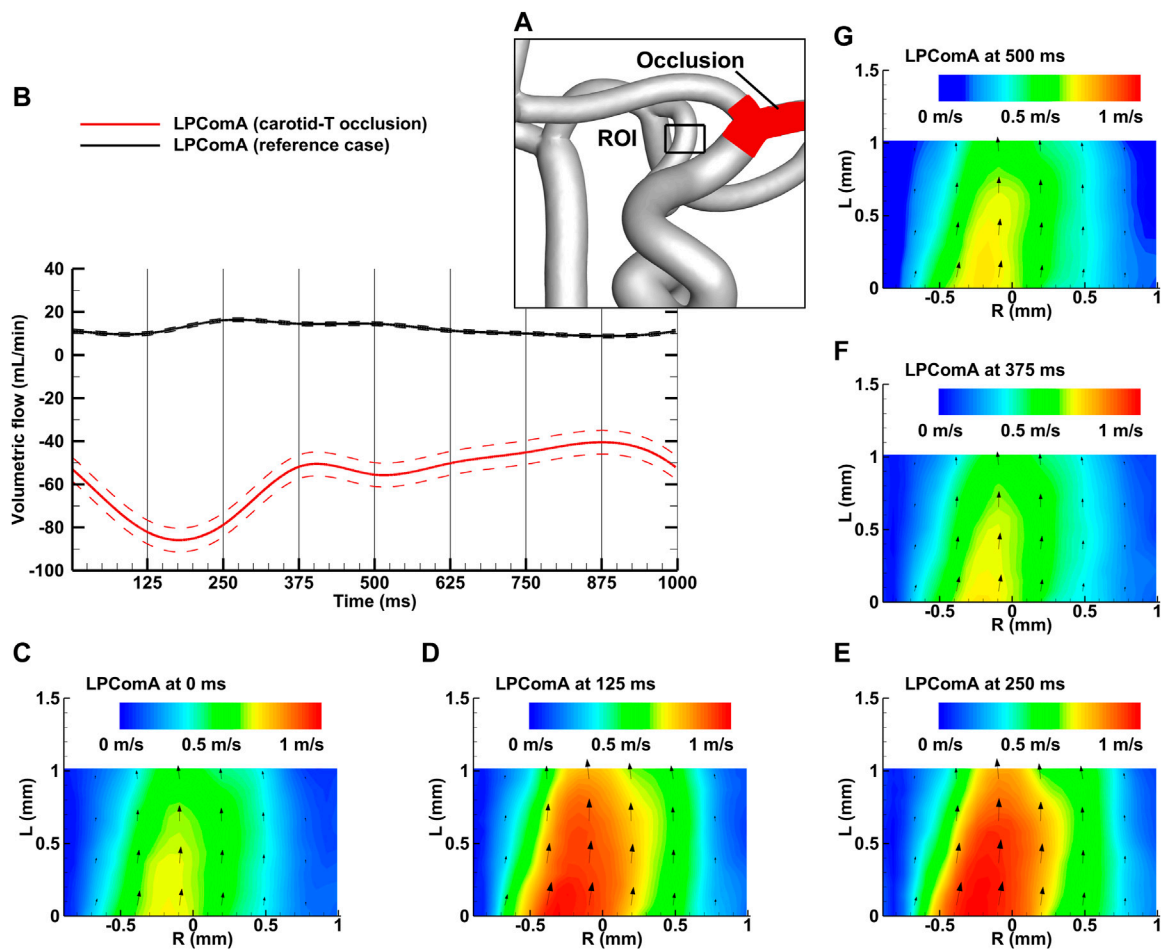 A
Occlusion
ROI
B
LPComA (carotid-T occlusion)
LPComA (reference case)
Volumetric flow (mL/min)
40
20
0
-20
-40
-60
-80
-100
125 250 375 500 625 750 875 1000
Time (ms)
C
LPComA at 0 ms
0 m/s 0.5 m/s 1 m/s
L (mm)
1.5
1
0.5
0
-0.5 0 0.5 1
R (mm)
D
LPComA at 125 ms
0 m/s 0.5 m/s 1 m/s
L (mm)
1.5
1
0.5
0
-0.5 0 0.5 1
R (mm)
E
LPComA at 250 ms
0 m/s 0.5 m/s 1 m/s
L (mm)
1.5
1
0.5
0
-0.5 0 0.5 1
R (mm)
F
LPComA at 375 ms
0 m/s 0.5 m/s 1 m/s
L (mm)
1.5
1
0.5
0
-0.5 0 0.5 1
R (mm)
G
LPComA at 500 ms
0 m/s 0.5 m/s 1 m/s
L (mm)
1.5
1
0.5
0
-0.5 0 0.5 1
R (mm)